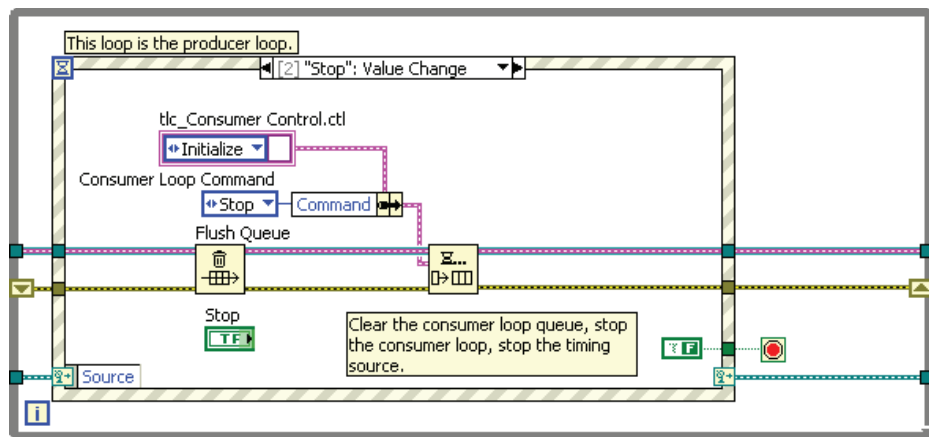 This loop is the producer loop.
[2] "Stop": Value Change
tlc_Consumer Control.ctl
Initialize
Consumer Loop Command
Stop
Command
Flush Queue
Stop
TF
Clear the consumer loop queue, stop
the consumer loop, stop the timing
source.
F
Source
i